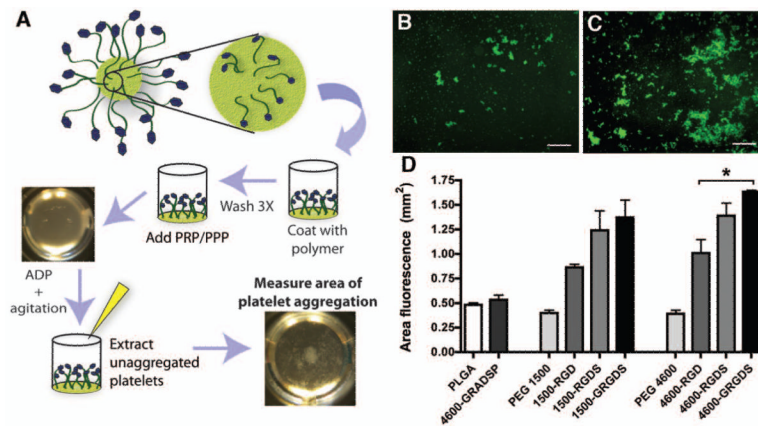 A
Wash 3X
Add PRP/PPP
Coat with
polymer
ADP
+
agitation
Extract
unaggregated
platelets
Measure area
of platelet aggregation
B
C
D
*
Area fluorescence (mm²)
1.75
1.50
1.25
1.00
0.75
0.50
0.25
0.00
PLGA
4600-GRADSP
PEG 1500
1500-RGD
1500-RGDS
1500-GRGDS
PEG 4600
4600-RGD
4600-RGDS
4600-GRGDS